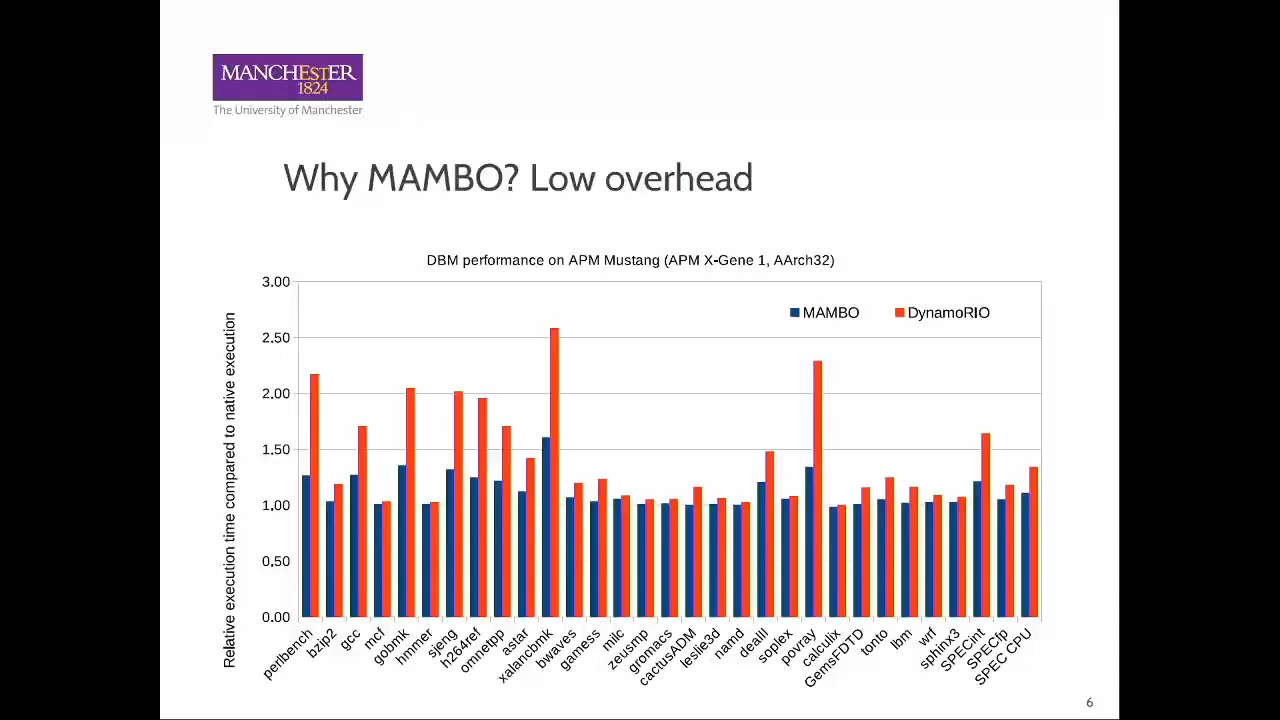 MANCHESTER
1824
The University of Manchester
Why MAMBO? Low overhead
DBM performance on APM Mustang (APM X-Gene 1, AArch32)
Relative execution time compared to native execution
3.00
2.50
2.00
1.50
1.00
0.50
0.00
MAMBO
DynamoRIO
perlbench
bzip2
gcc
mcf
gobmk
hmmer
sjeng
h264ref
omnetpp
astar
xalancbmk
bwaves
gamess
milc
zeusmp
gromacs
cactusADM
leslie3d
namd
dealII
soplex
povray
calculix
GemsFDTD
tonto
lbm
wrf
sphinx3
SPECint
SPECfp
SPEC CPU
6